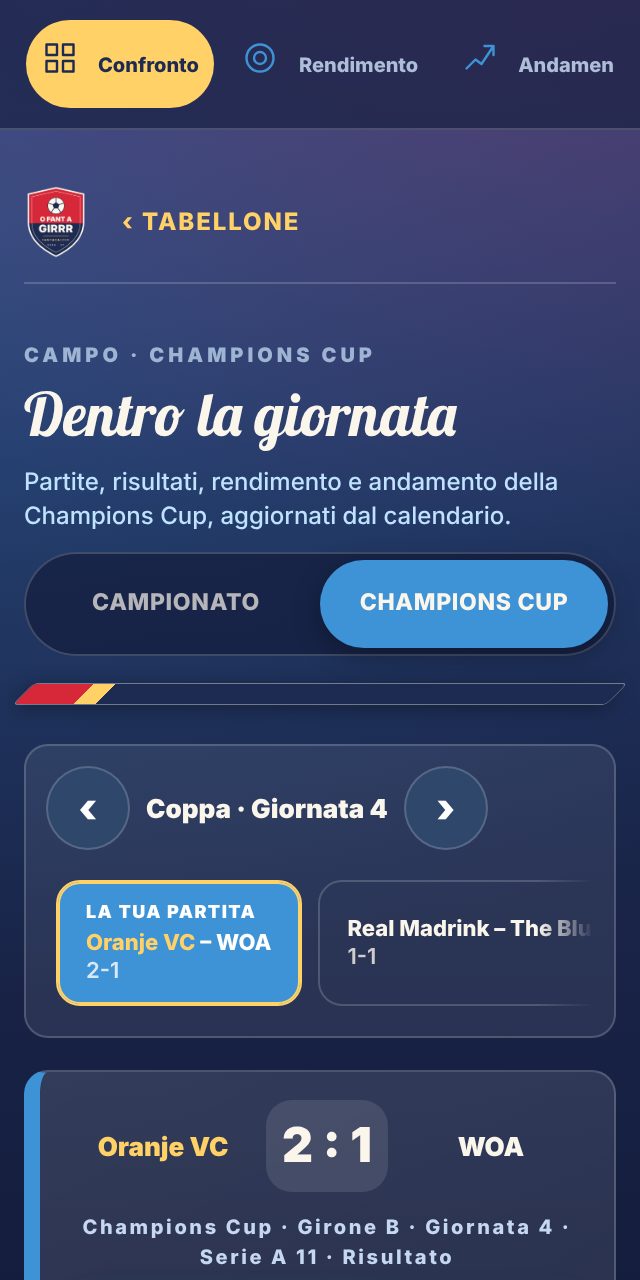 Confronto
Rendimento
Andamen
O FANT A
GIRRR
‹ TABELLONE
CAMPO · CHAMPIONS CUP
Dentro la giornata
Partite, risultati, rendimento e andamento della
Champions Cup, aggiornati dal calendario.
CAMPIONATO
CHAMPIONS CUP
‹ Coppa · Giornata 4 ›
LA TUA PARTITA
Oranje VC – WOA
2-1
Real Madrink – The Blu
1-1
Oranje VC 2 : 1 WOA
Champions Cup · Girone B · Giornata 4 ·
Serie A 11 · Risultato